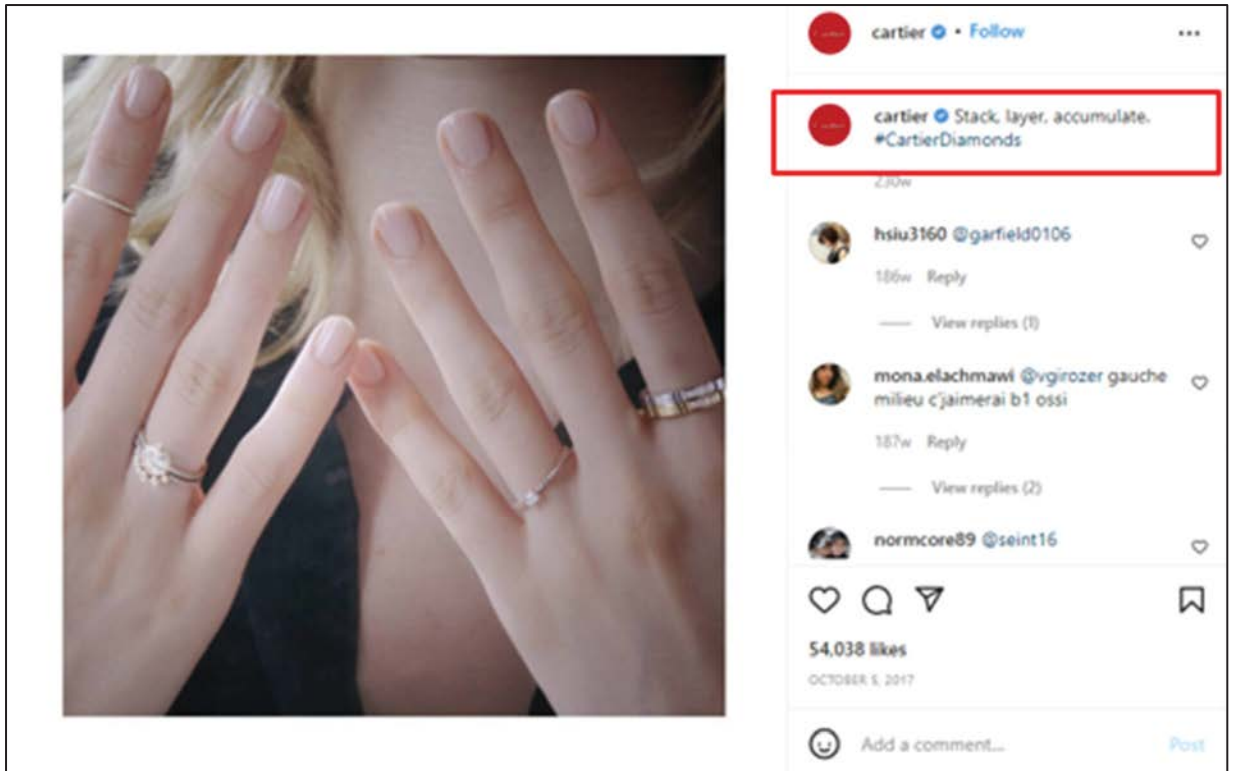 cartier • Follow
cartier Stack, layer, accumulate.
#CartierDiamonds
230w
hsiu3160 @garfield0106
186w Reply
View replies (1)
mona.elachmawi @vgirozer gauche
milieu c'jaimerai b1 ossi
187w Reply
View replies (2)
normcore89 @seint16
54,038 likes
OCTOBER 5, 2017
Add a comment...
Post